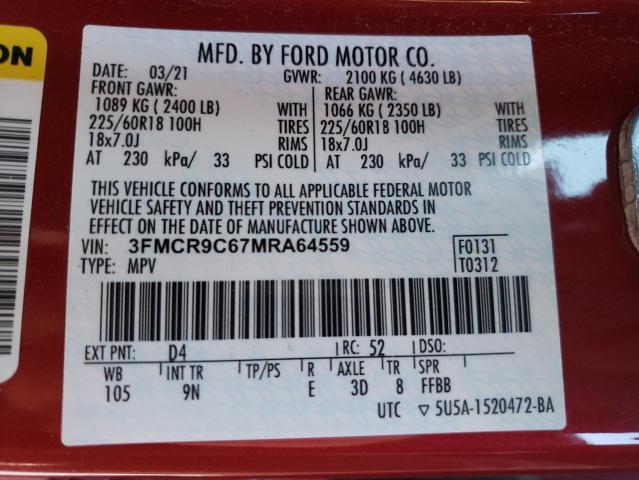 ON
MFD. BY FORD MOTOR CO.
DATE: 03/21 GVWR: 2100 KG ( 4630 LB)
FRONT GAWR: REAR GAWR:
1089 KG ( 2400 LB) WITH 1066 KG ( 2350 LB) WITH
225/60R18 100H TIRES 225/60R18 100H TIRES
18x7.0J RIMS 18x7.0J RIMS
AT 230 kPa/ 33 PSI COLD AT 230 kPa/ 33 PSI COLD
THIS VEHICLE CONFORMS TO ALL APPLICABLE FEDERAL MOTOR
VEHICLE SAFETY AND THEFT PREVENTION STANDARDS IN
EFFECT ON THE DATE OF MANUFACTURE SHOWN ABOVE.
VIN: 3FMCR9C67MRA64559 F0131
TYPE: MPV T0312
EXT PNT: D4 RC: 52 DSO:
WB INT TR TP/PS R AXLE TR SPR
105 9N E 3D 8 FFBB
UTC ▽ 5U5A-1520472-BA